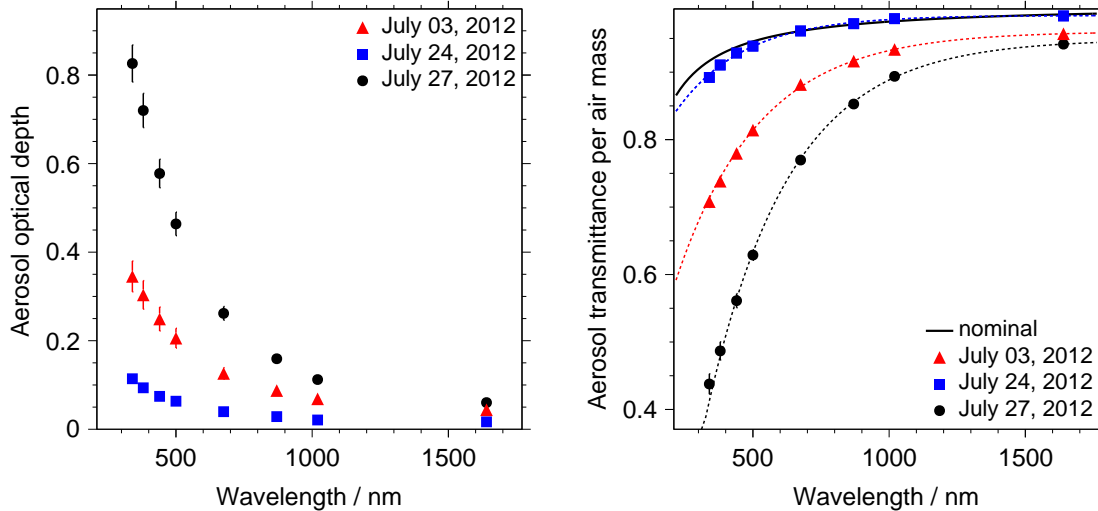 July 03, 2012
July 24, 2012
July 27, 2012
0.8
0.6
0.4
0.2
0
500
1000
1500
Aerosol optical depth
Wavelength / nm
0.8
0.6
0.4
500
1000
1500
Aerosol transmittance per air mass
nominal
July 03, 2012
July 24, 2012
July 27, 2012
Wavelength / nm